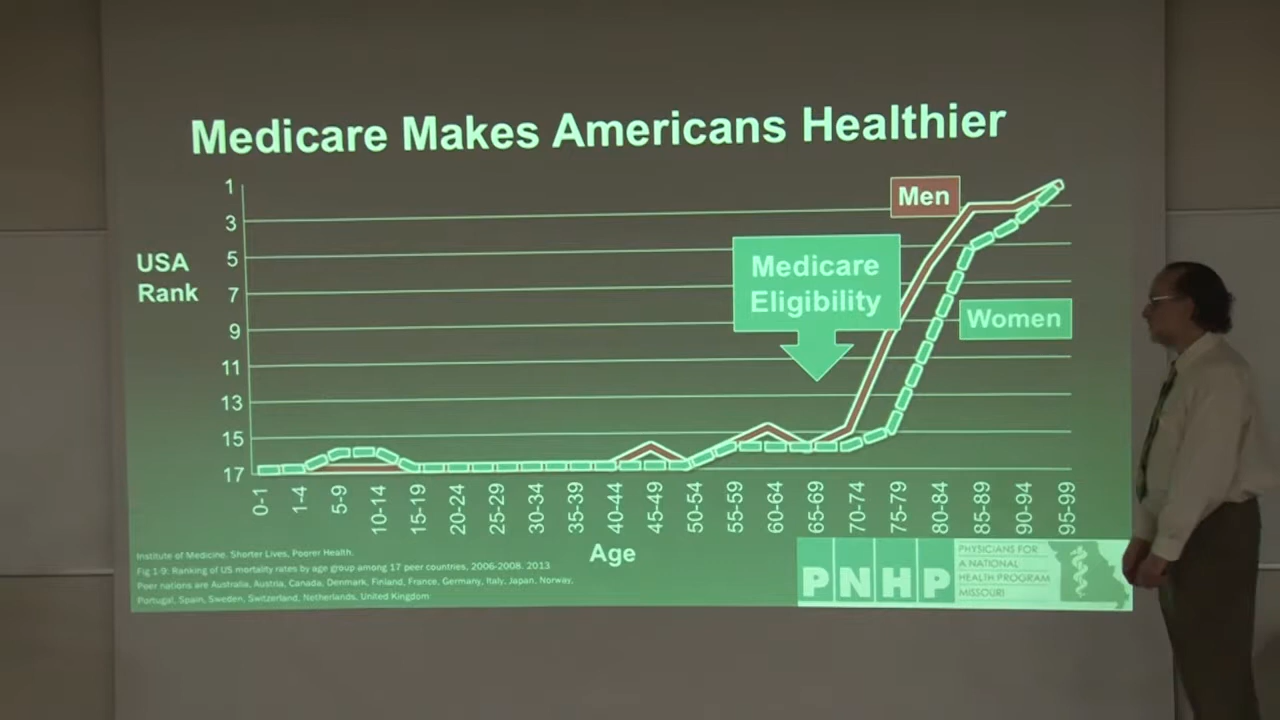 Medicare Makes Americans Healthier
USA
Rank
1
3
5
7
9
11
13
15
17
Men
Medicare
Eligibility
Women
0-1
1-4
5-9
10-14
15-19
20-24
25-29
30-34
35-39
40-44
45-49
50-54
55-59
60-64
65-69
70-74
75-79
80-84
85-89
90-94
95-99
Age
Institute of Medicine. Shorter Lives, Poorer Health.
Fig 1-9. Ranking of US mortality rates by age group among 17 peer countries, 2006-2008. 2013
Peer nations are Australia, Austria, Canada, Denmark, Finland, France, Germany, Italy, Japan, Norway,
Portugal, Spain, Sweden, Switzerland, Netherlands, United Kingdom
PNHP
PHYSICIANS FOR
A NATIONAL
HEALTH PROGRAM
MISSOURI